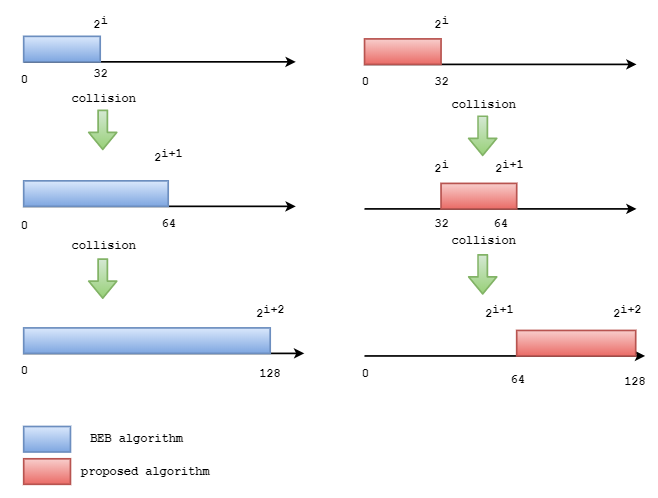 2^i
0
32
collision
2^{i+1}
0
64
collision
2^{i+2}
0
128
2^i
0
32
collision
2^i 2^{i+1}
32 64
collision
2^{i+1} 2^{i+2}
0
64
128
BEB algorithm
proposed algorithm